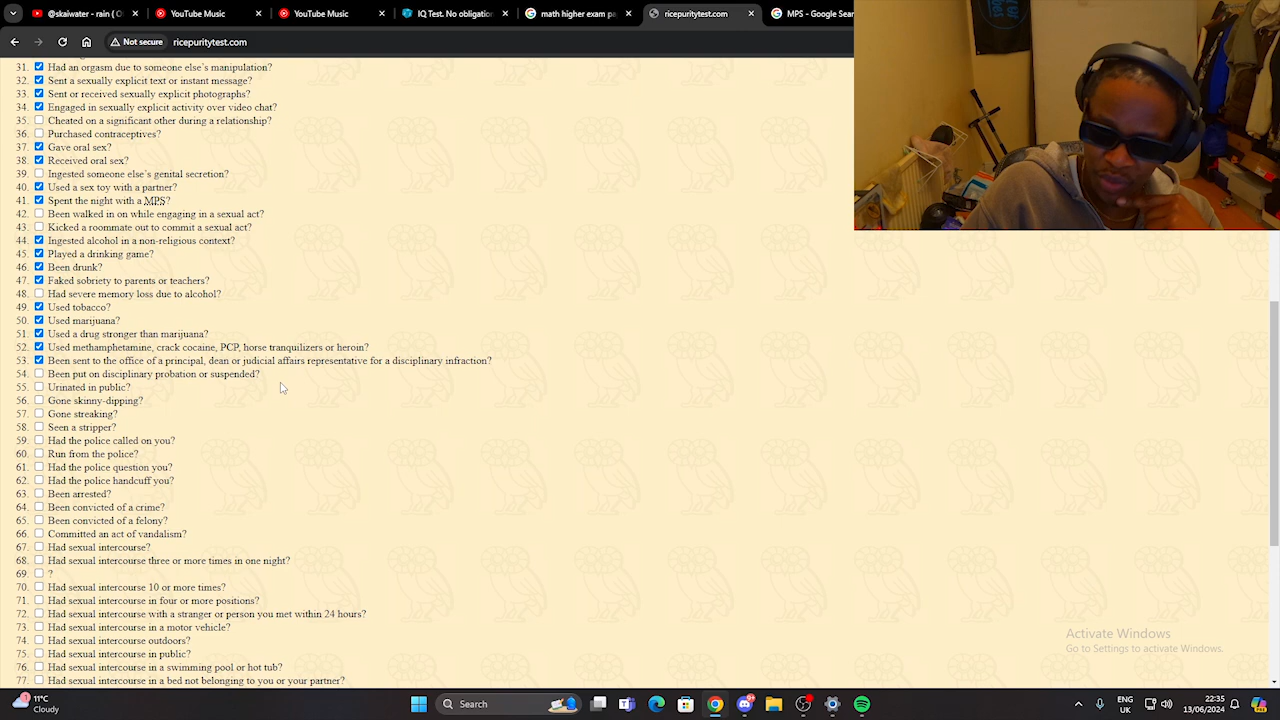 @skaiwater - rain (
YouTube Music
YouTube Music
IQ Test. No obligatio
math higher exam pa
ricepuritytest.com
MPS - Google Sear
Not secure
ricepuritytest.com
31. Had an orgasm due to someone else`s manipulation?
32. Sent a sexually explicit text or instant message?
33. Sent or received sexually explicit photographs?
34. Engaged in sexually explicit activity over video chat?
35. Cheated on a significant other during a relationship?
36. Purchased contraceptives?
37. Gave oral sex?
38. Received oral sex?
39. Ingested someone else`s genital secretion?
40. Used a sex toy with a partner?
41. Spent the night with a MPS?
42. Been walked in on while engaging in a sexual act?
43. Kicked a roommate out to commit a sexual act?
44. Ingested alcohol in a non-religious context?
45. Played a drinking game?
46. Been drunk?
47. Faked sobriety to parents or teachers?
48. Had severe memory loss due to alcohol?
49. Used tobacco?
50. Used marijuana?
51. Used a drug stronger than marijuana?
52. Used methamphetamine, crack cocaine, PCP, horse tranquilizers or heroin?
53. Been sent to the office of a principal, dean or judicial affairs representative for a disciplinary infraction?
54. Been put on disciplinary probation or suspended?
55. Urinated in public?
56. Gone skinny-dipping?
57. Gone streaking?
58. Seen a stripper?
59. Had the police called on you?
60. Run from the police?
61. Had the police question you?
62. Had the police handcuff you?
63. Been arrested?
64. Been convicted of a crime?
65. Been convicted of a felony?
66. Committed an act of vandalism?
67. Had sexual intercourse?
68. Had sexual intercourse three or more times in one night?
69. ?
70. Had sexual intercourse 10 or more times?
71. Had sexual intercourse in four or more positions?
72. Had sexual intercourse with a stranger or person you met within 24 hours?
73. Had sexual intercourse in a motor vehicle?
74. Had sexual intercourse outdoors?
75. Had sexual intercourse in public?
76. Had sexual intercourse in a swimming pool or hot tub?
77. Had sexual intercourse in a bed not belonging to you or your partner?
Activate Windows
Go to Settings to activate Windows.
11°C
Cloudy
Search
ENG
UK
22:35
13/06/2024